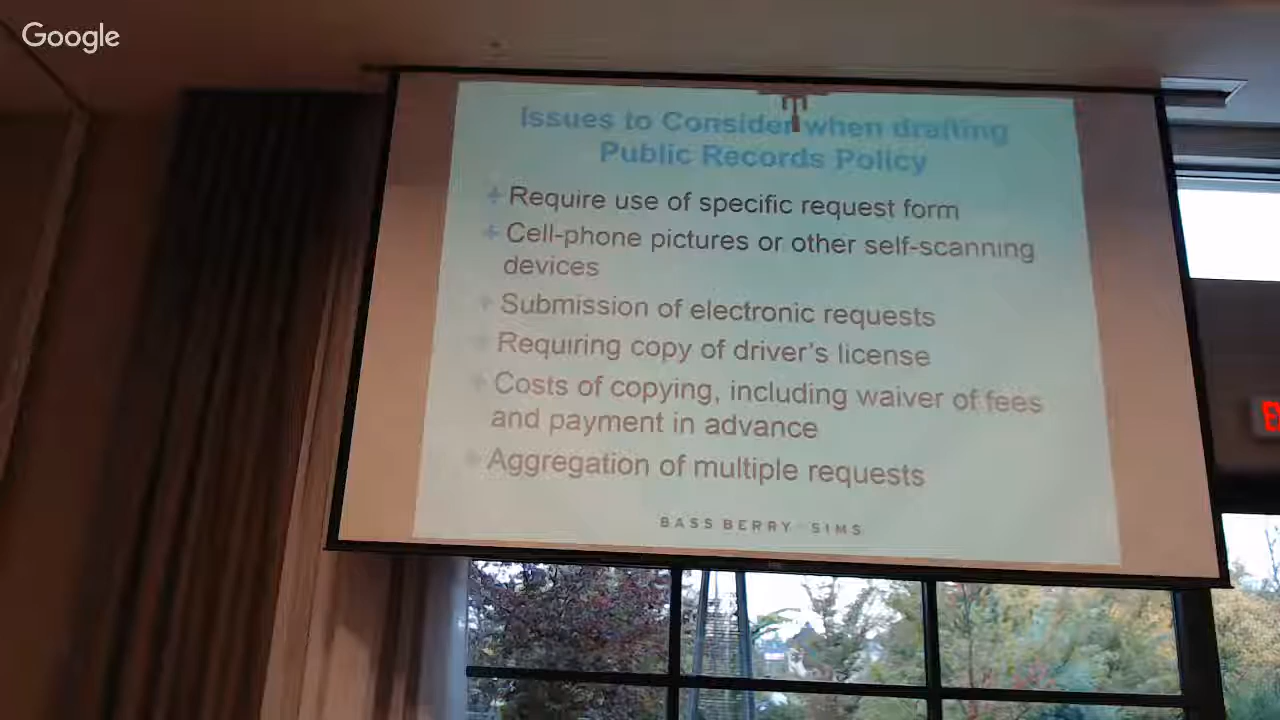 Google
Issues to Consider when drafting
Public Records Policy
+ Require use of specific request form
+ Cell-phone pictures or other self-scanning
devices
+ Submission of electronic requests
+ Requiring copy of driver's license
+ Costs of copying, including waiver of fees
and payment in advance
+ Aggregation of multiple requests
BASS BERRY + SIMS